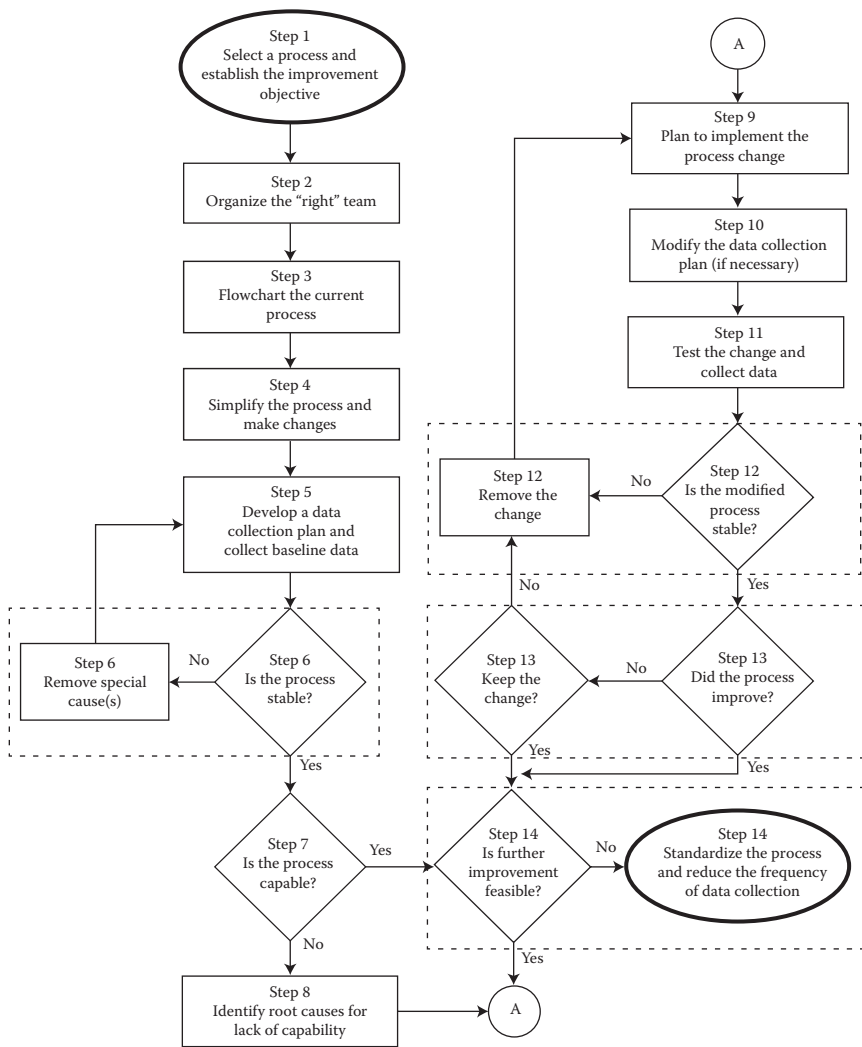 Step 1
Select a process and
establish the improvement
objective
Step 2
Organize the “right” team
Step 3
Flowchart the current
process
Step 4
Simplify the process and
make changes
Step 5
Develop a data
collection plan and
collect baseline data
Step 6
Remove special
cause(s)
No
Step 6
Is the process
stable?
Yes
Step 7
Is the process
capable?
Yes
No
Step 8
Identify root causes for
lack of capability
A
Step 9
Plan to implement the
process change
Step 10
Modify the data collection
plan (if necessary)
Step 11
Test the change and
collect data
Step 12
Remove the
change
No
Step 12
Is the modified
process
stable?
No
Yes
Step 13
Keep the
change?
No
Step 13
Did the process
improve?
Yes
Yes
Step 14
Is further
improvement
feasible?
No
Step 14
Standardize the process
and reduce the frequency
of data collection
Yes
A